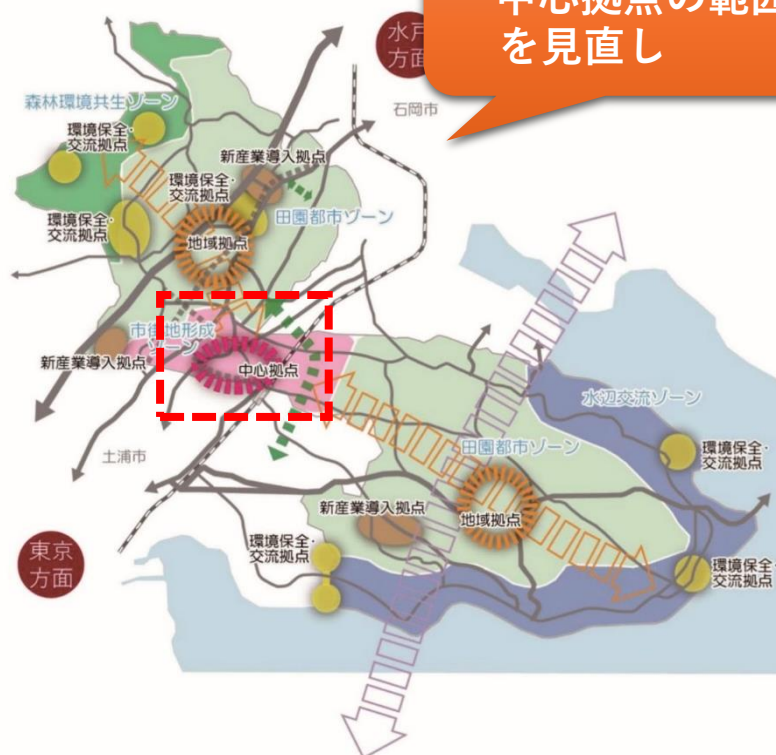 中心拠点の範囲
を見直し
水戸
方面
石岡市
森林環境共生ゾーン
環境保全・
交流拠点
新産業導入拠点
環境保全・
交流拠点
環境保全・
交流拠点
田園都市ゾーン
地域拠点
市街地形成
ゾーン
新産業導入拠点
中心拠点
水辺交流ゾーン
土浦市
田園都市ゾーン
環境保全・
交流拠点
新産業導入拠点
地域拠点
環境保全・
交流拠点
東京
方面
環境保全・
交流拠点